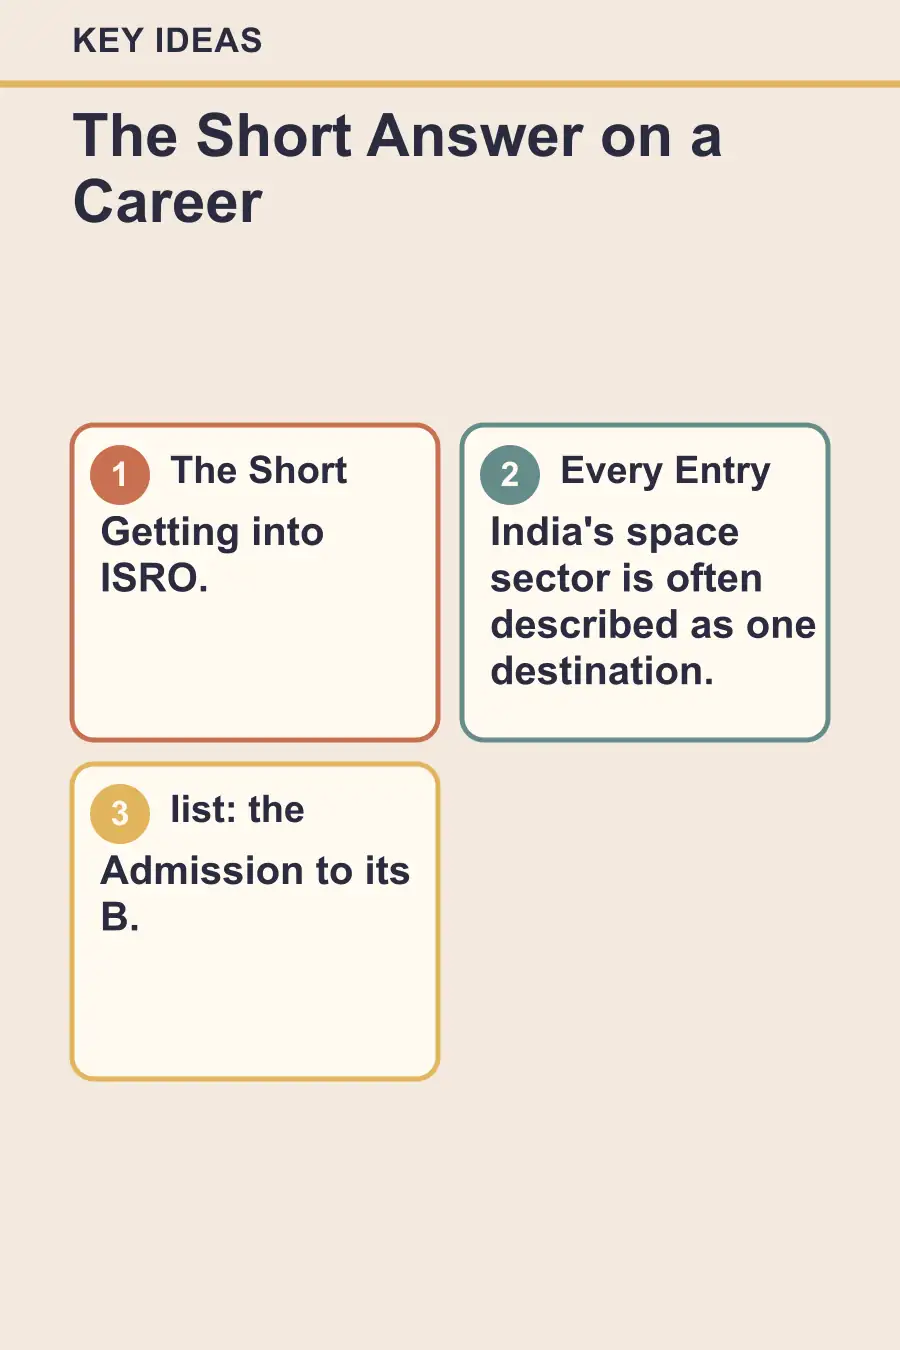 KEY IDEAS
The Short Answer on a
Career
1
The Short
Getting into
ISRO.
2
Every Entry
India's space
sector is often
described as one
destination.
3
list: the
Admission to its
B.